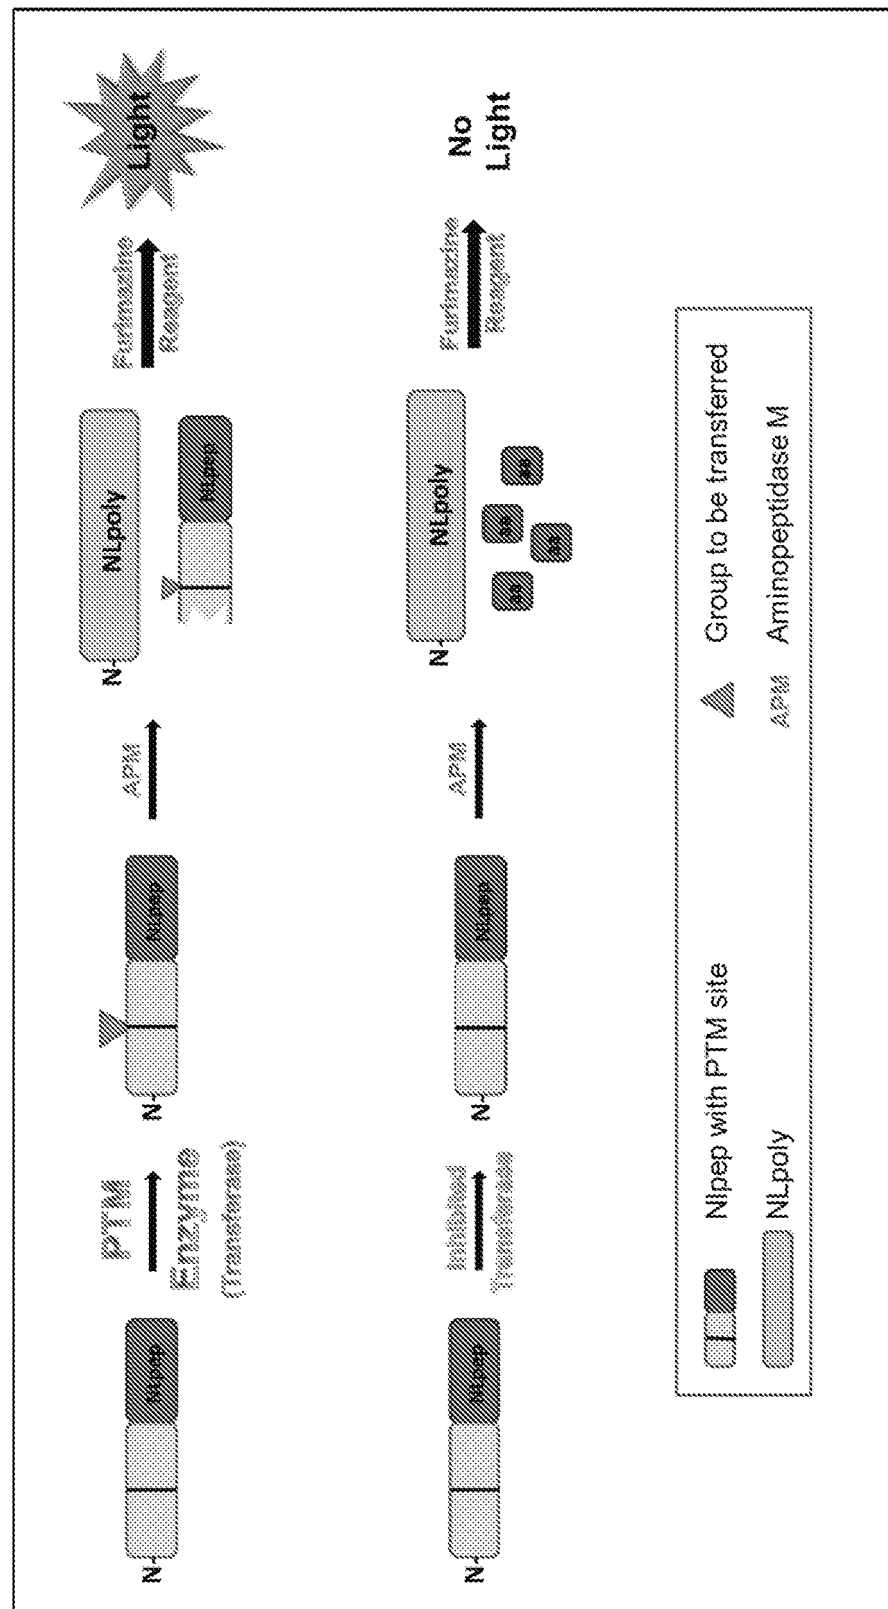 N-
NLpep
PTM
Enzyme
(Transferase)
N-
NLpep
APM
N-
NLpoly
NLpep
Furimazine
Reagent
Light
N-
NLpep
Inhibited
Transferase
N-
NLpep
APM
N-
NLpoly
aa
aa
aa
aa
Furimazine
Reagent
No
Light
Nlpep with PTM site
Group to be transferred
NLpoly
APM Aminopeptidase M